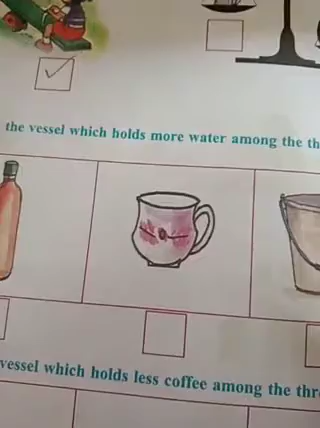 the vessel which holds more water among the th
vessel which holds less coffee among the thr